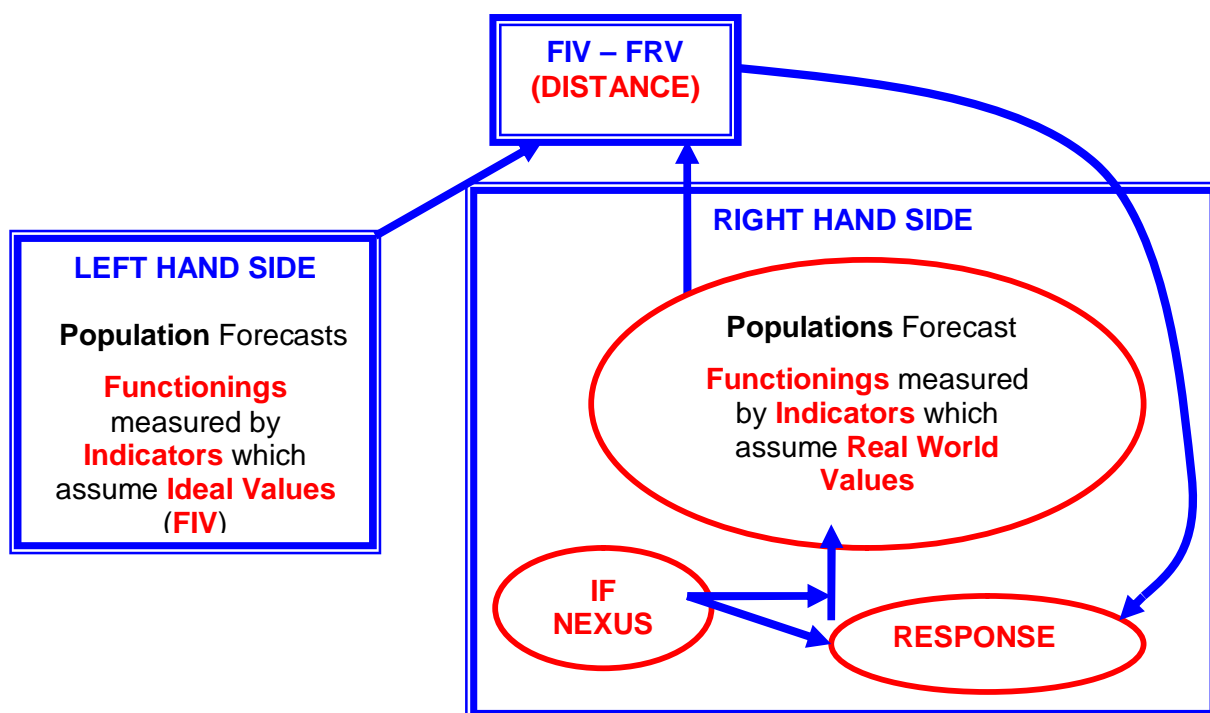 FIV – FRV
(DISTANCE)
RIGHT HAND SIDE
LEFT HAND SIDE
Population Forecasts
Functionings
measured by
Indicators which
assume Ideal Values
(FIV)
Populations Forecast
Functionings measured
by Indicators which
assume Real World
Values
IF
NEXUS
RESPONSE